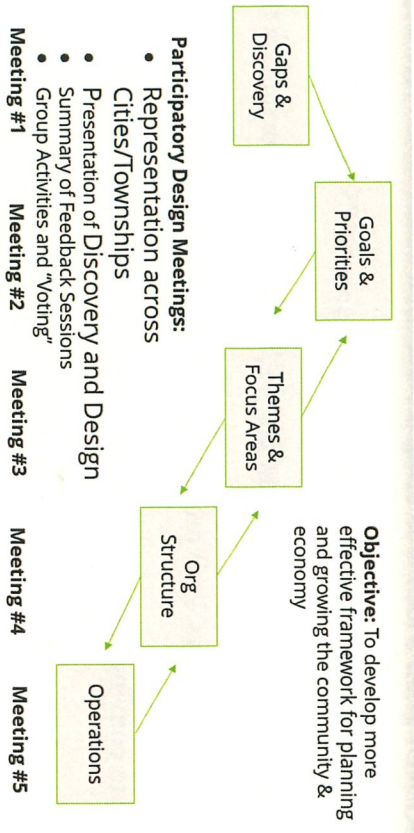 Objective: To develop more
effective framework for planning
and growing the community &
economy
Gaps &
Discovery
Goals &
Priorities
Themes &
Focus Areas
Org
Structure
Operations
Participatory Design Meetings:
• Representation across
Cities/Townships
• Presentation of Discovery and Design
• Summary of Feedback Sessions
• Group Activities and "Voting"
Meeting #1 Meeting #2 Meeting #3 Meeting #4 Meeting #5